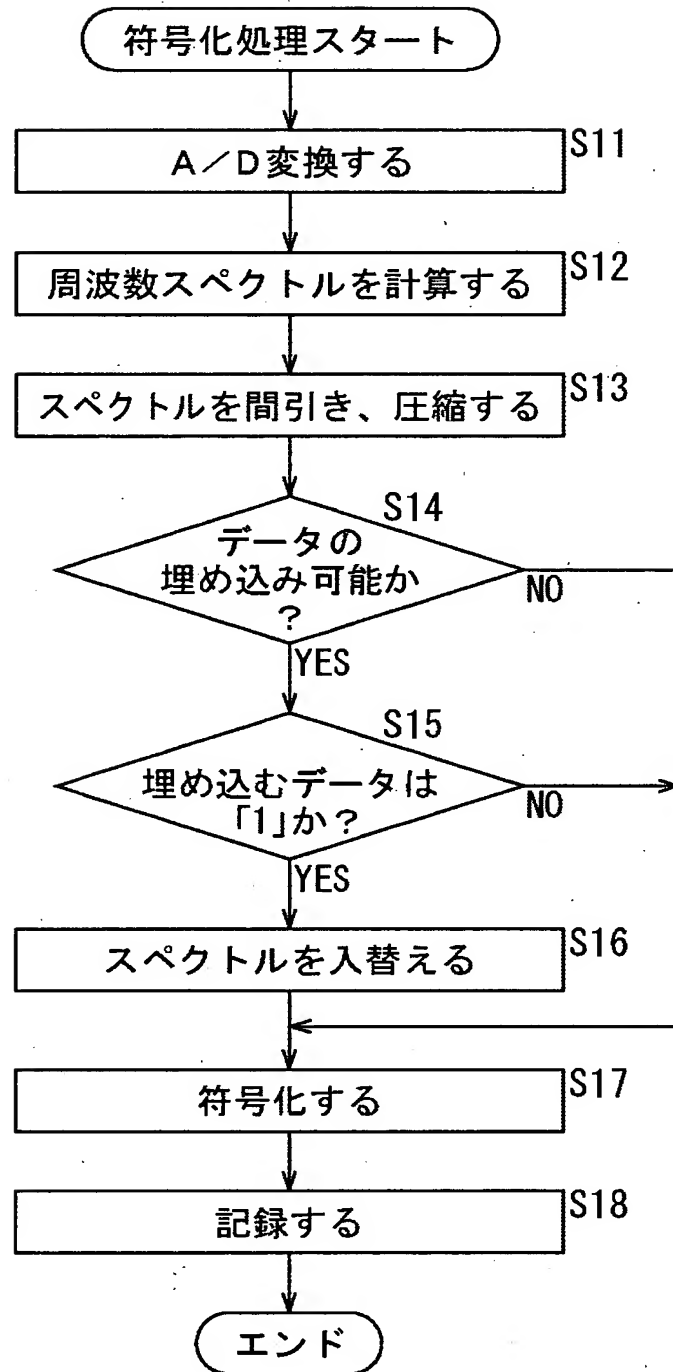 符号化処理スタート
A/D変換する
S11
周波数スペクトルを計算する
S12
スペクトルを間引き、圧縮する
S13
S14
データの
埋め込み可能か
?
NO
YES
S15
埋め込むデータは
「1」か?
NO
YES
スペクトルを入替える
S16
符号化する
S17
記録する
S18
エンド